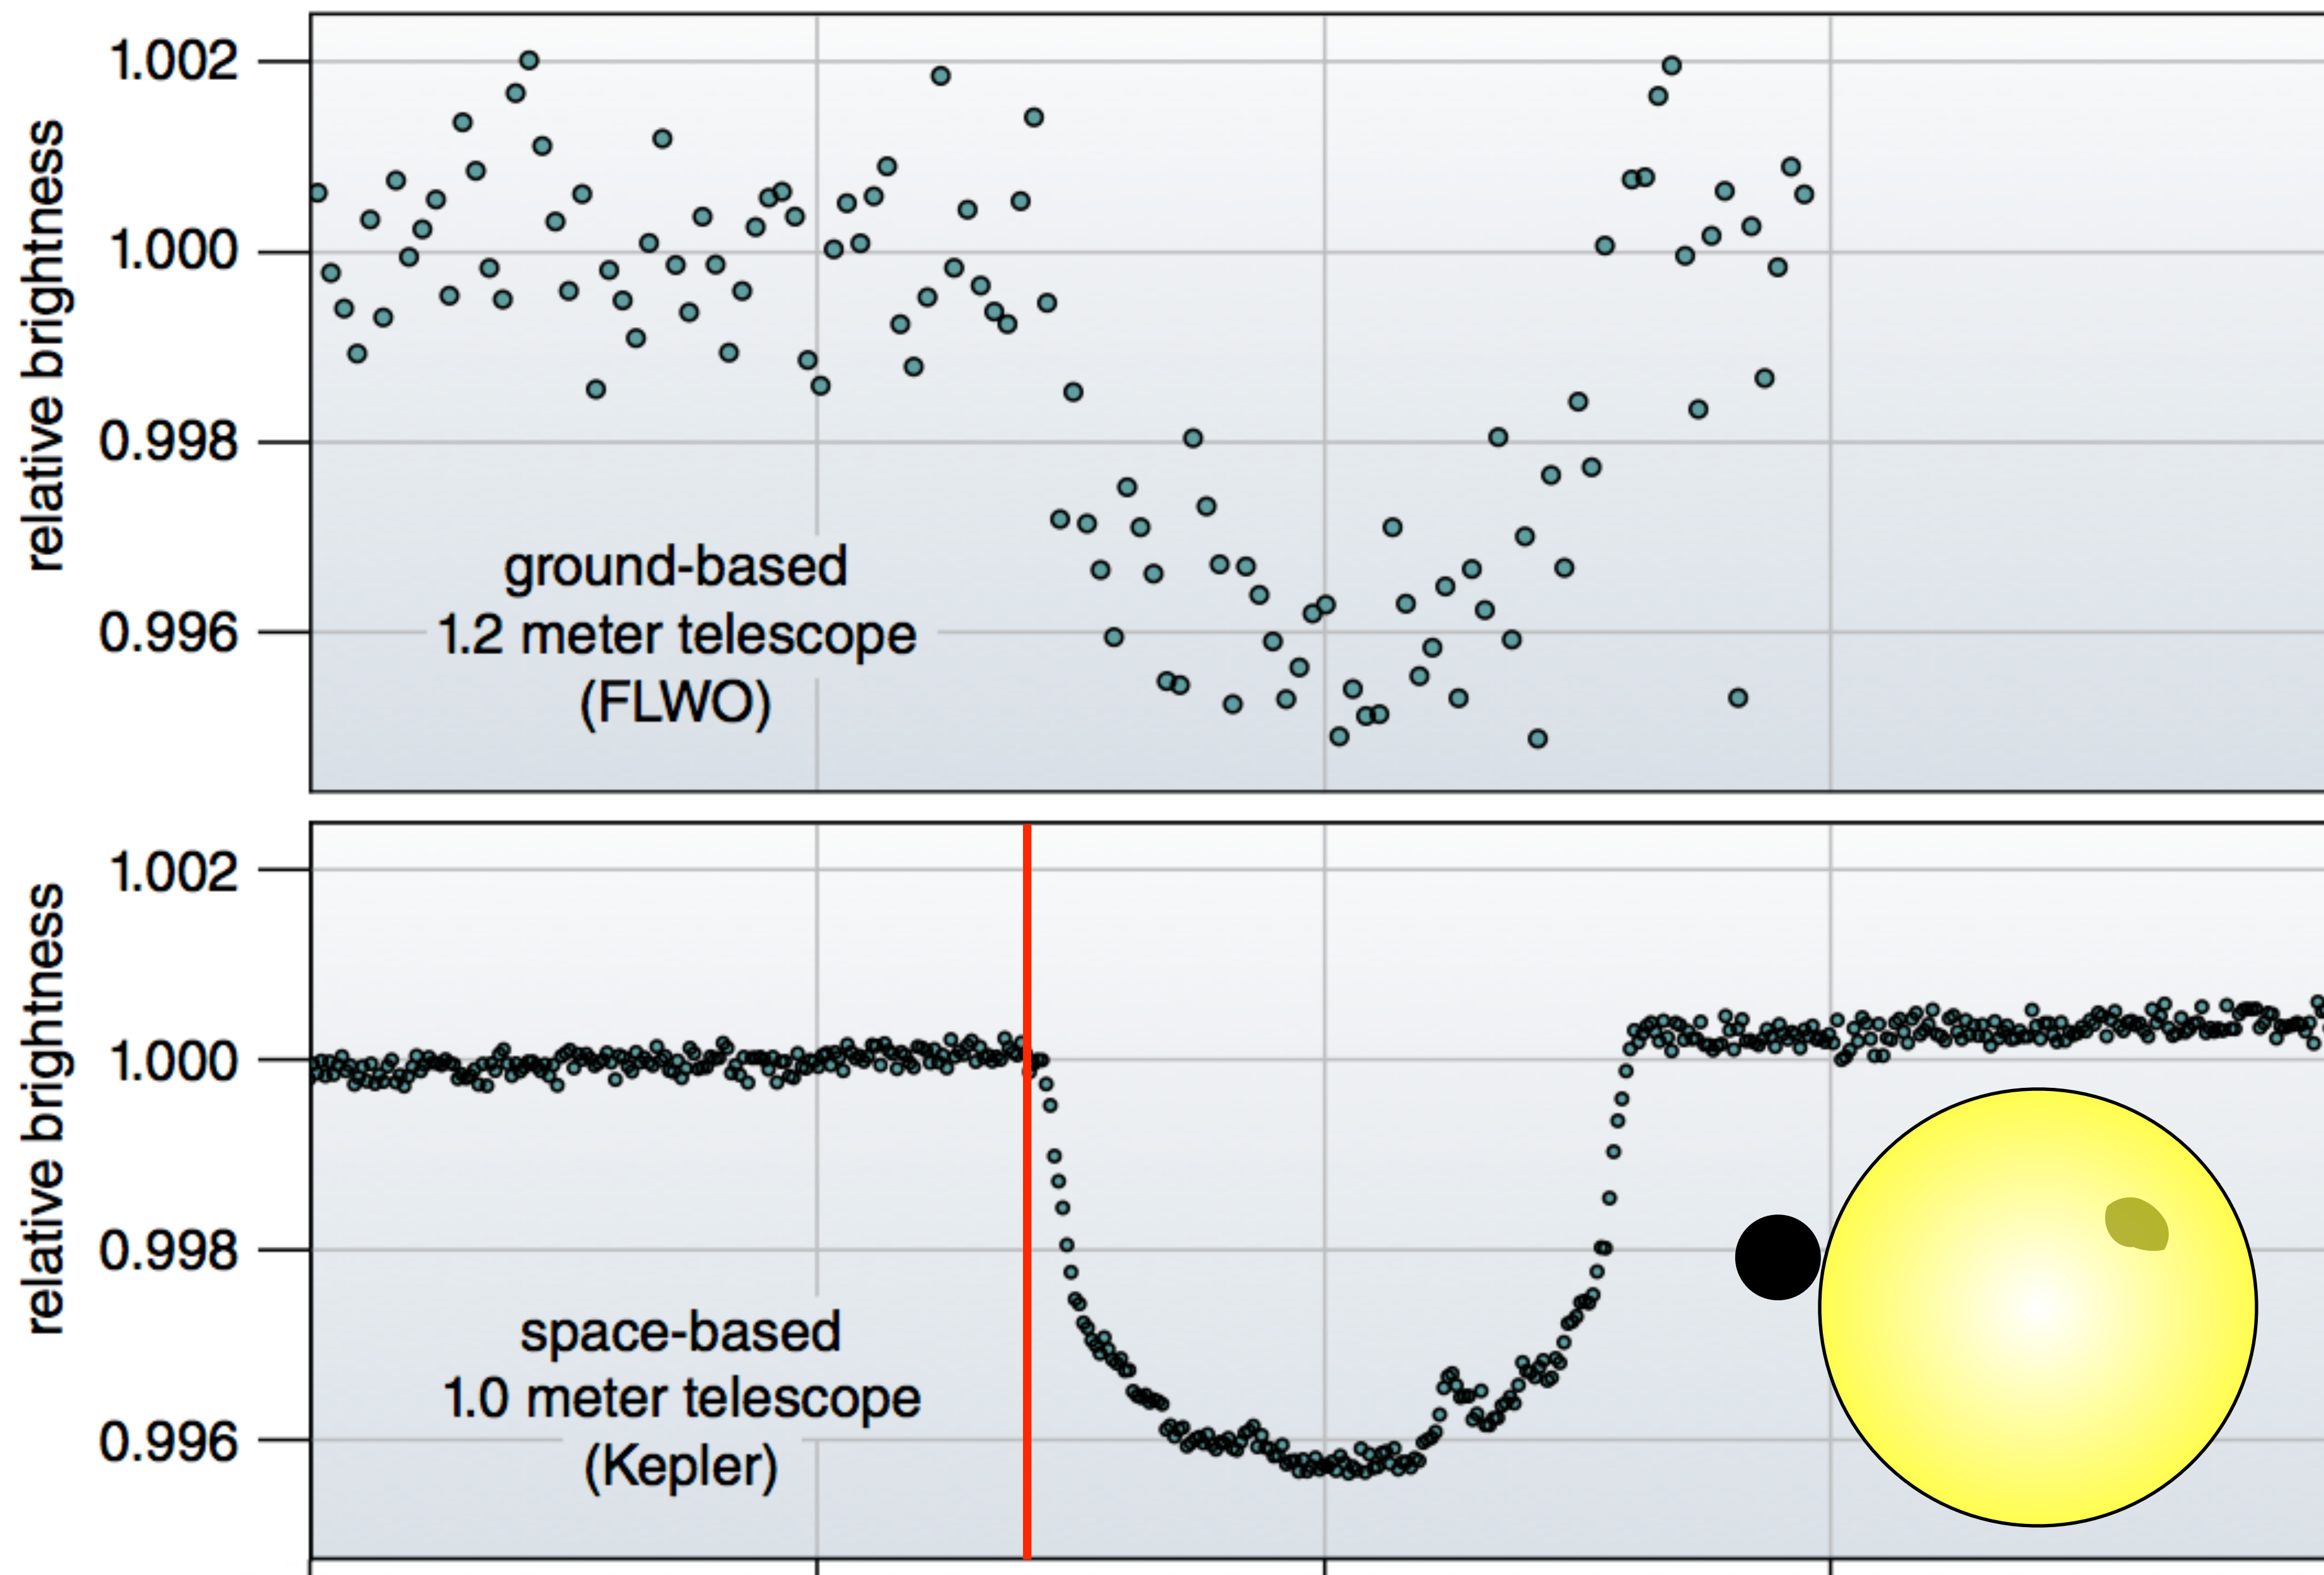 relative brightness
1.002
1.000
0.998
0.996
ground-based
1.2 meter telescope
(FLWO)
relative brightness
1.002
1.000
0.998
0.996
space-based
1.0 meter telescope
(Kepler)